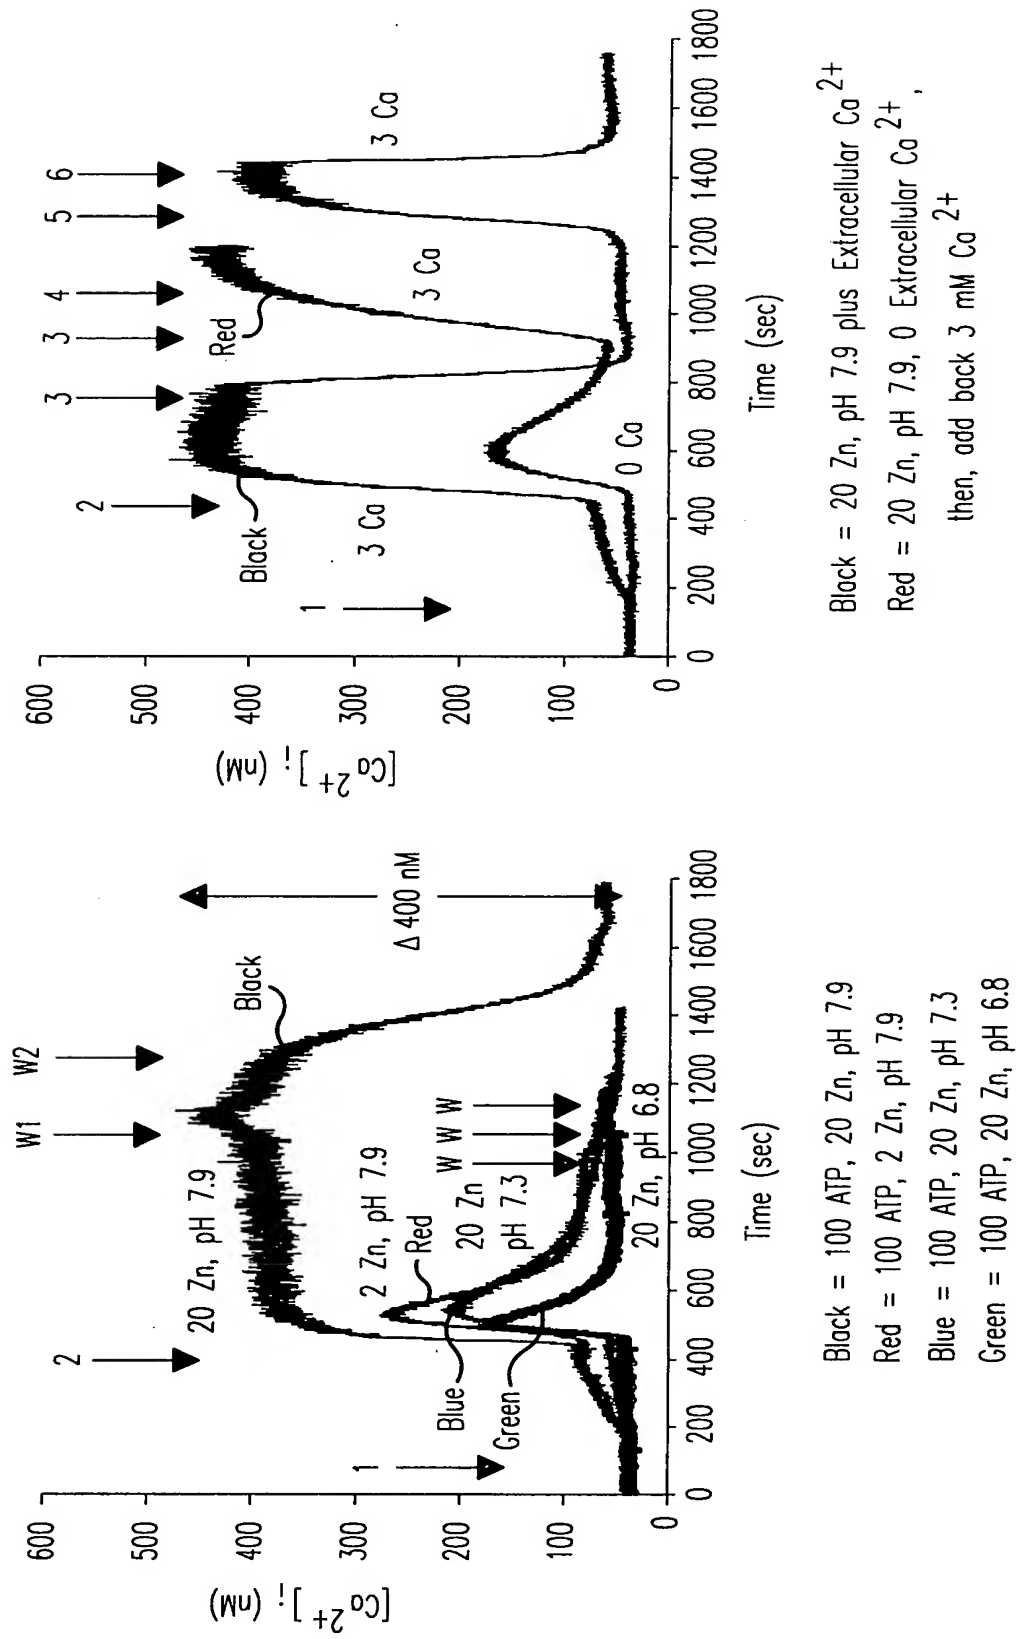 600
500
400
300
200
100
0
[Ca2+]i (nM)
1
2
W1
W2
20 Zn, pH 7.9
Black
Δ 400 nM
2 Zn, pH 7.9
Red
20 Zn
pH 7.3
Blue
Green
W W W
20 Zn, pH 6.8
0 200 400 600 800 1000 1200 1400 1600 1800
Time (sec)
Black = 100 ATP, 20 Zn, pH 7.9
Red = 100 ATP, 2 Zn, pH 7.9
Blue = 100 ATP, 20 Zn, pH 7.3
Green = 100 ATP, 20 Zn, pH 6.8
600
500
400
300
200
100
0
[Ca2+]i (nM)
1
2
3
3
4
5
6
Black
Red
3 Ca
3 Ca
3 Ca
0 Ca
0 200 400 600 800 1000 1200 1400 1600 1800
Time (sec)
Black = 20 Zn, pH 7.9 plus Extracellular Ca2+
Red = 20 Zn, pH 7.9, 0 Extracellular Ca2+,
then, add back 3 mM Ca2+